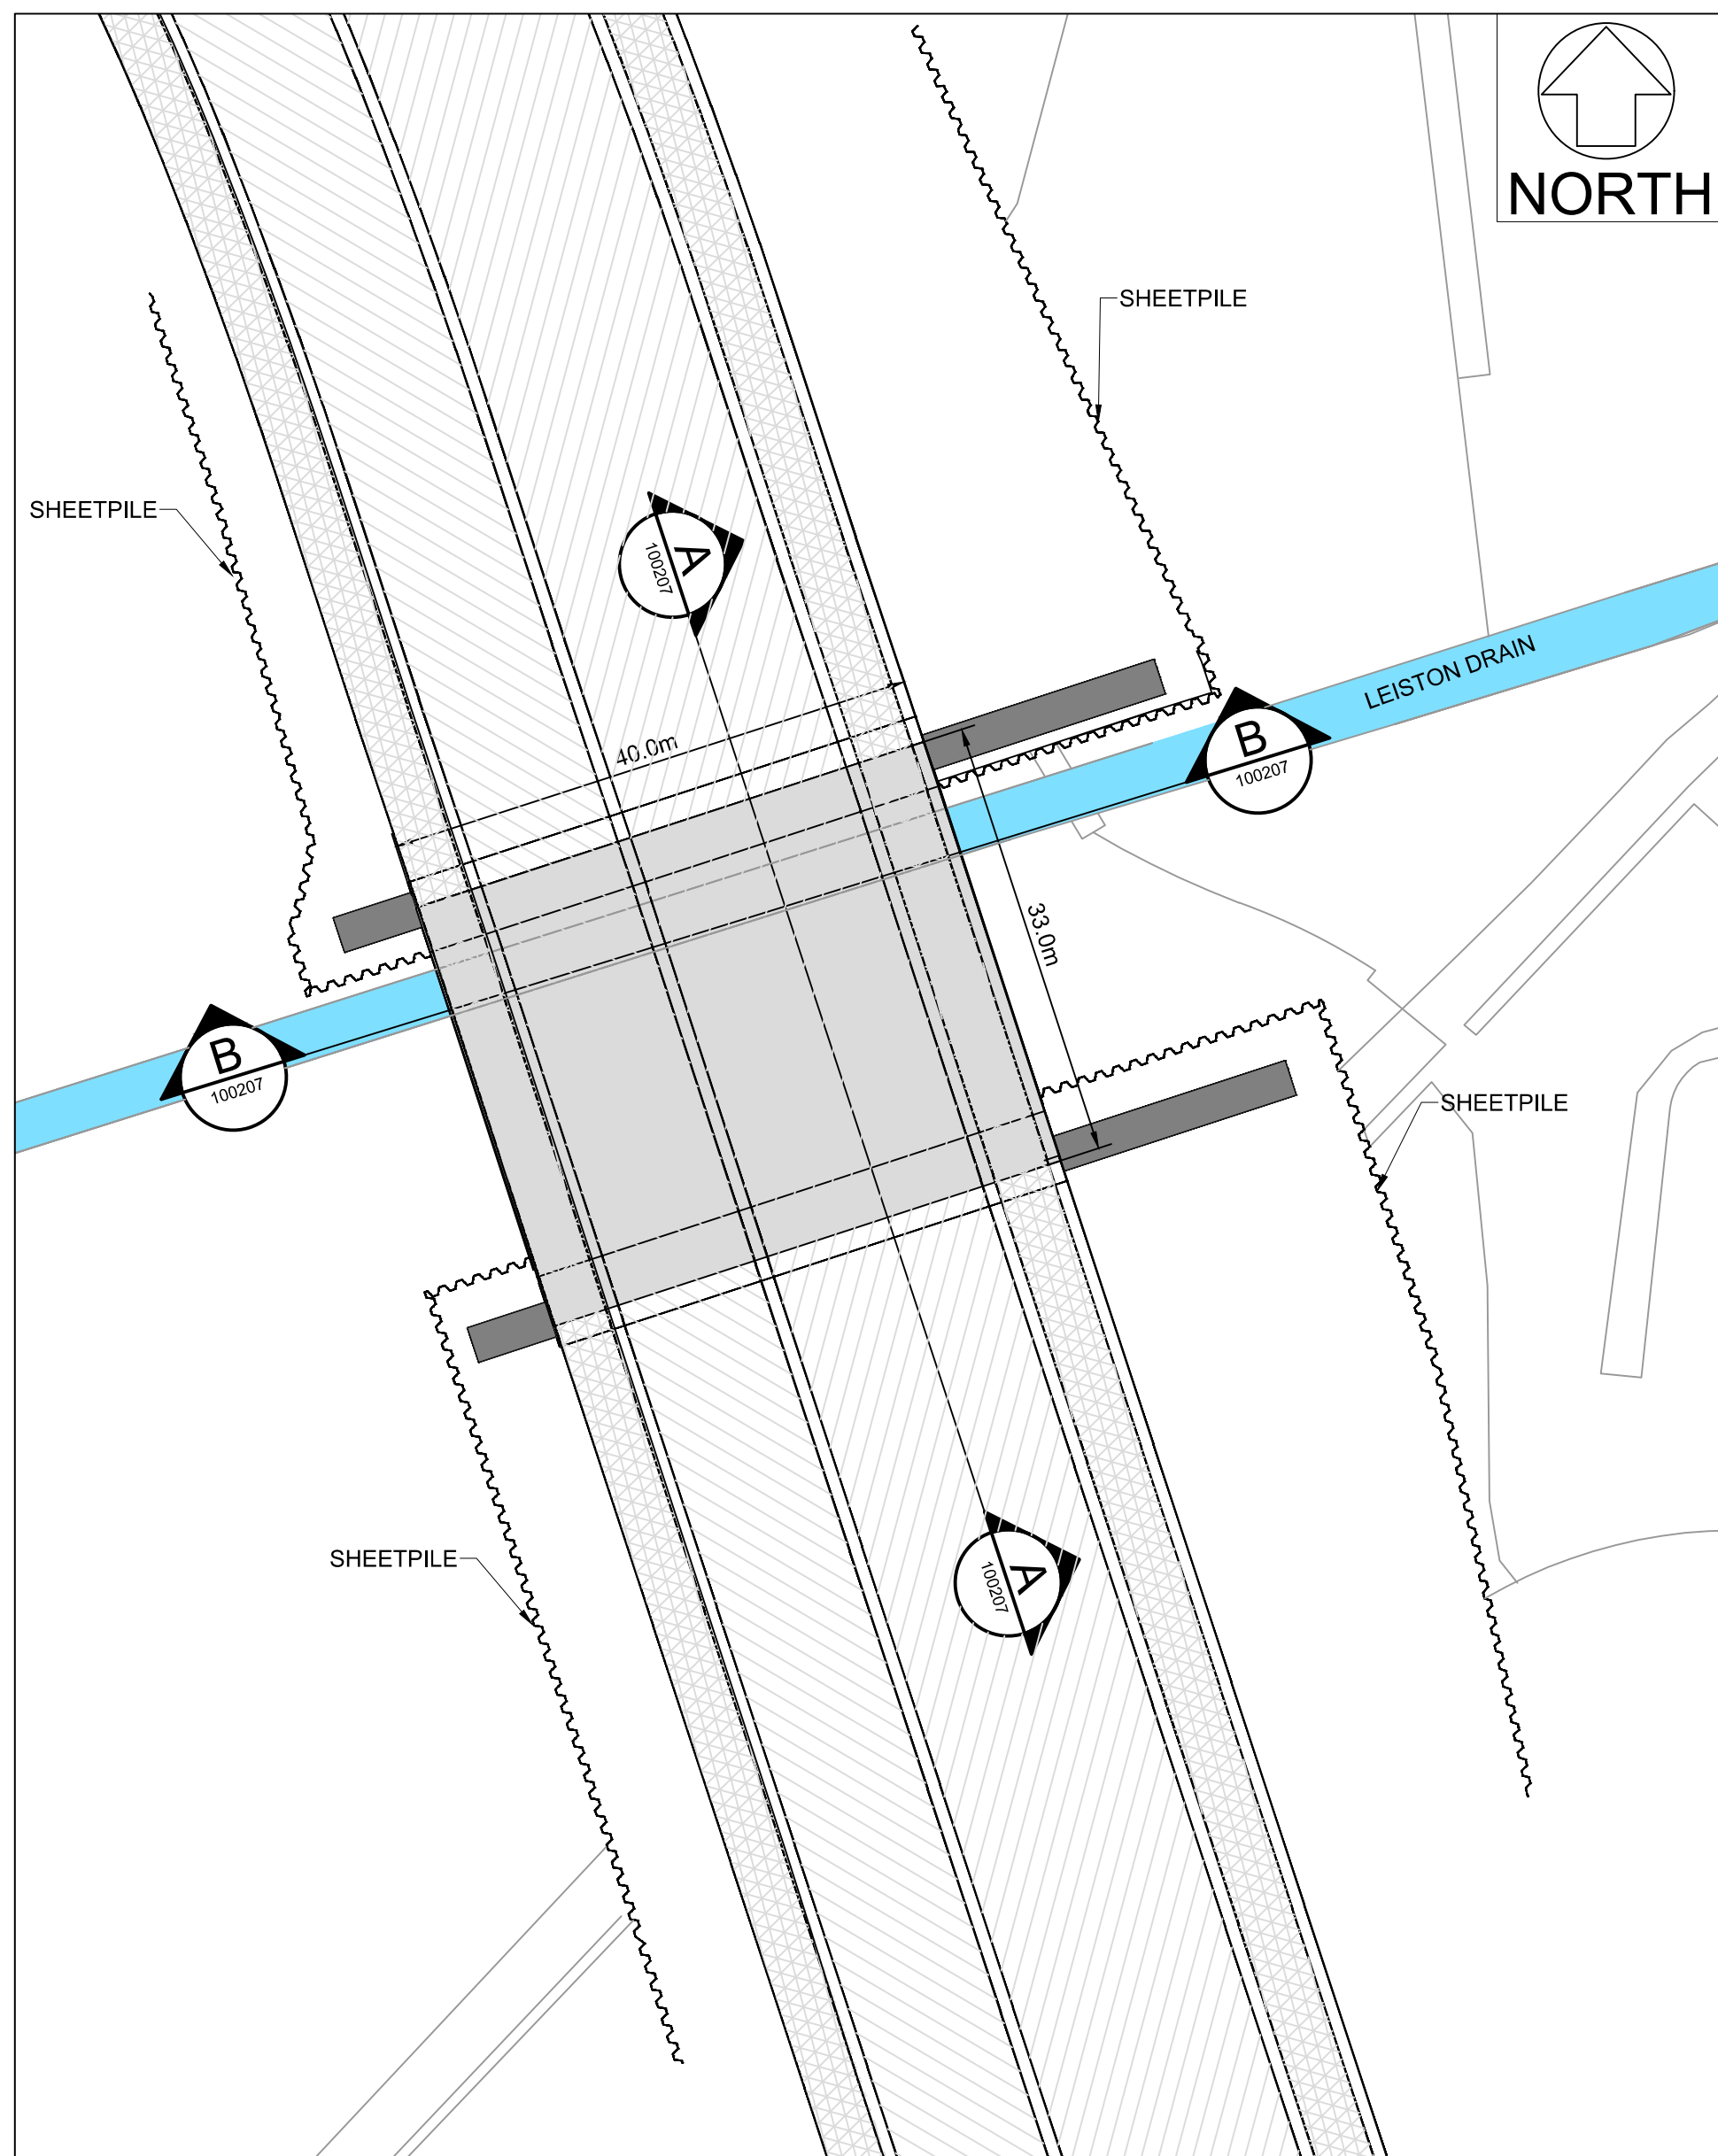 NORTH
SHEETPILE
SHEETPILE
A
100207
LEISTON DRAIN
40.0m
B
100207
33.0m
B
100207
SHEETPILE
SHEETPILE
A
100207